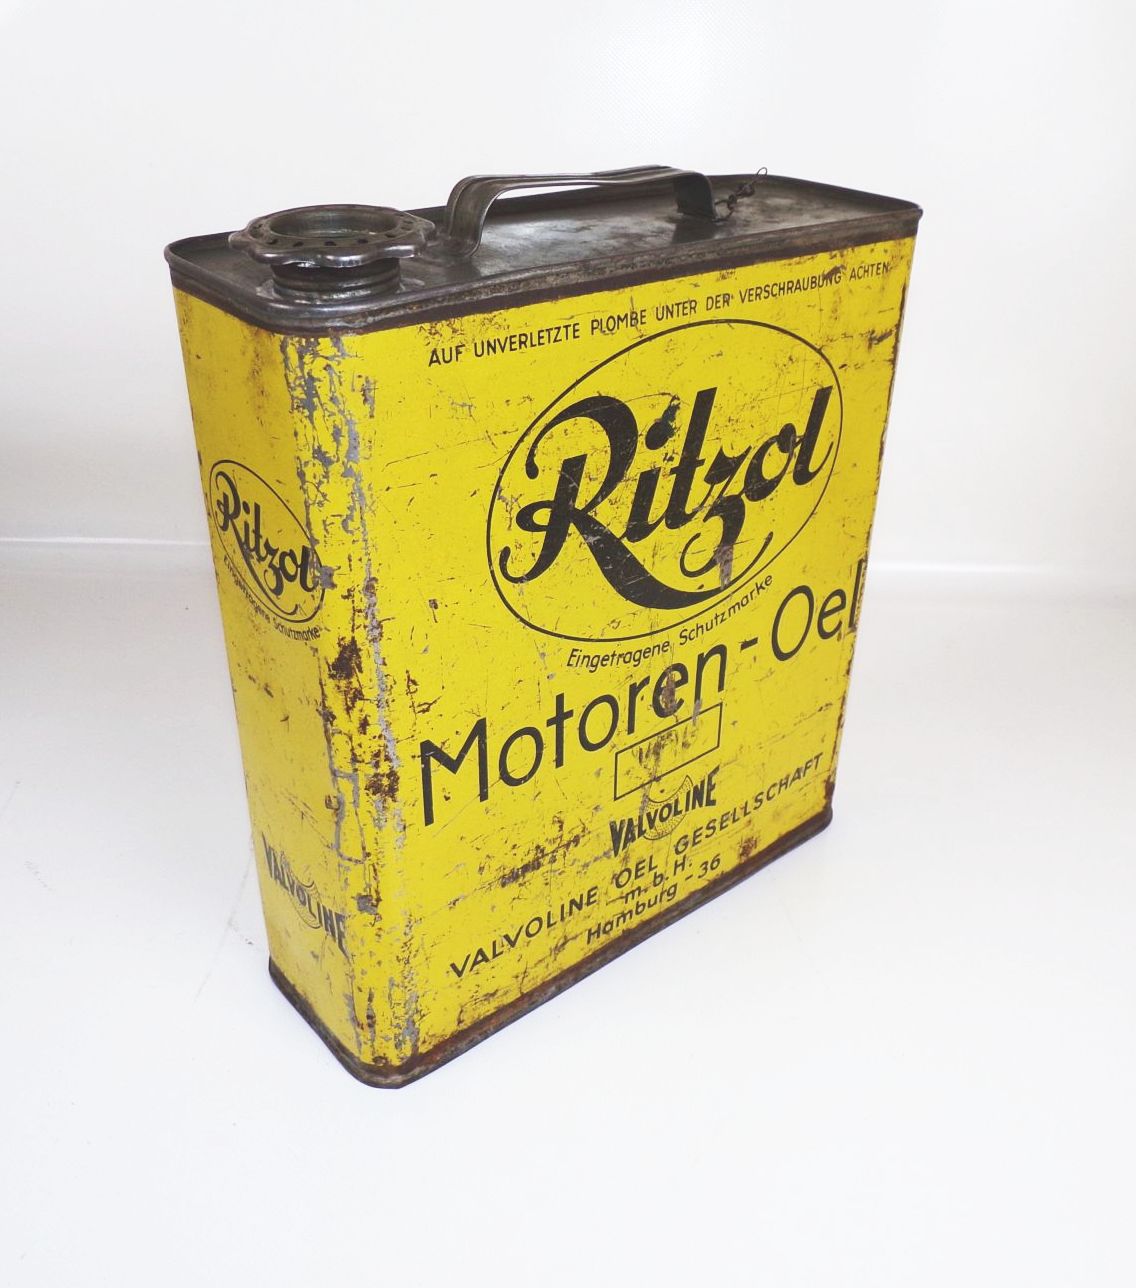 AUF UNVERLETZTE PLOMBE UNTER DER VERSCHRAUBUNG ACHTEN
Ritzol
Eingetragene Schutzmarke
Motoren-Oel
VALVOLINE
VALVOLINE OEL GESELLSCHAFT
m.b.H.
Hamburg - 36
Ritzol
Eingetragene Schutzmarke
VALVOLINE